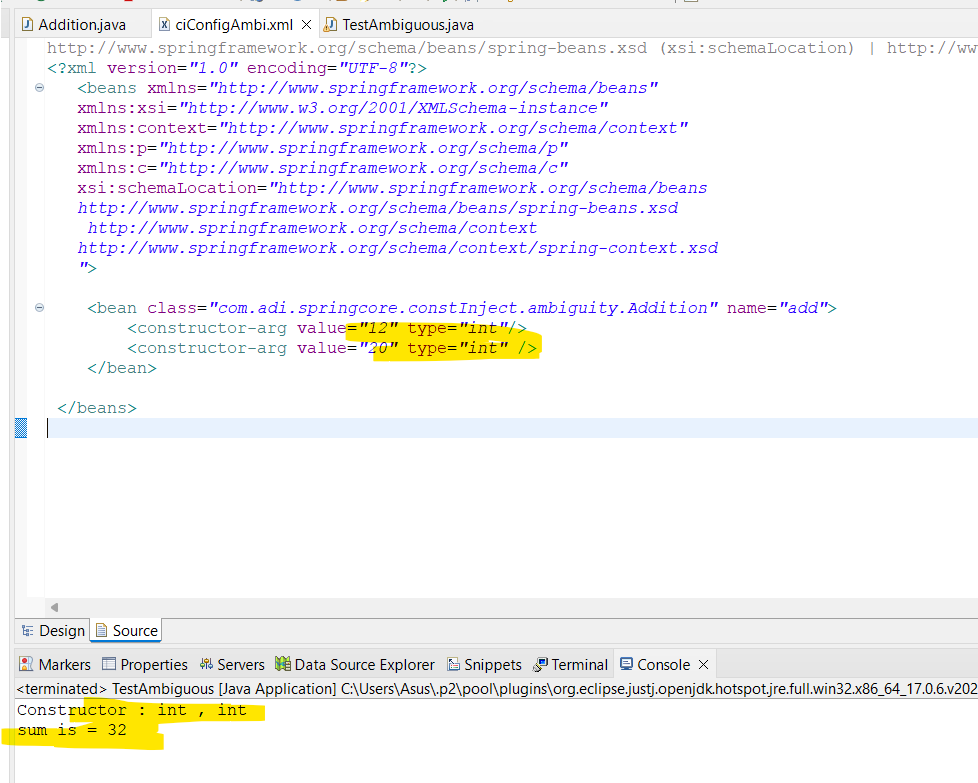 Addition.java ciConfigAmbi.xml TestAmbiguous.java
http://www.springframework.org/schema/beans/spring-beans.xsd (xsi:schemaLocation) | http://ww
<?xml version="1.0" encoding="UTF-8"?>
<beans xmlns="http://www.springframework.org/schema/beans"
xmlns:xsi="http://www.w3.org/2001/XMLSchema-instance"
xmlns:context="http://www.springframework.org/schema/context"
xmlns:p="http://www.springframework.org/schema/p"
xmlns:c="http://www.springframework.org/schema/c"
xsi:schemaLocation="http://www.springframework.org/schema/beans
http://www.springframework.org/schema/beans/spring-beans.xsd
http://www.springframework.org/schema/context
http://www.springframework.org/schema/context/spring-context.xsd
">
<bean class="com.adi.springcore.constInject.ambiguity.Addition" name="add">
<constructor-arg value="12" type="int"/>
<constructor-arg value="20" type="int" />
</bean>
</beans>
Design Source
Markers Properties Servers Data Source Explorer Snippets Terminal Console
<terminated> TestAmbiguous [Java Application] C:\Users\Asus\.p2\pool\plugins\org.eclipse.justj.openjdk.hotspot.jre.full.win32.x86_64_17.0.6.v202
Constructor : int , int
sum is = 32